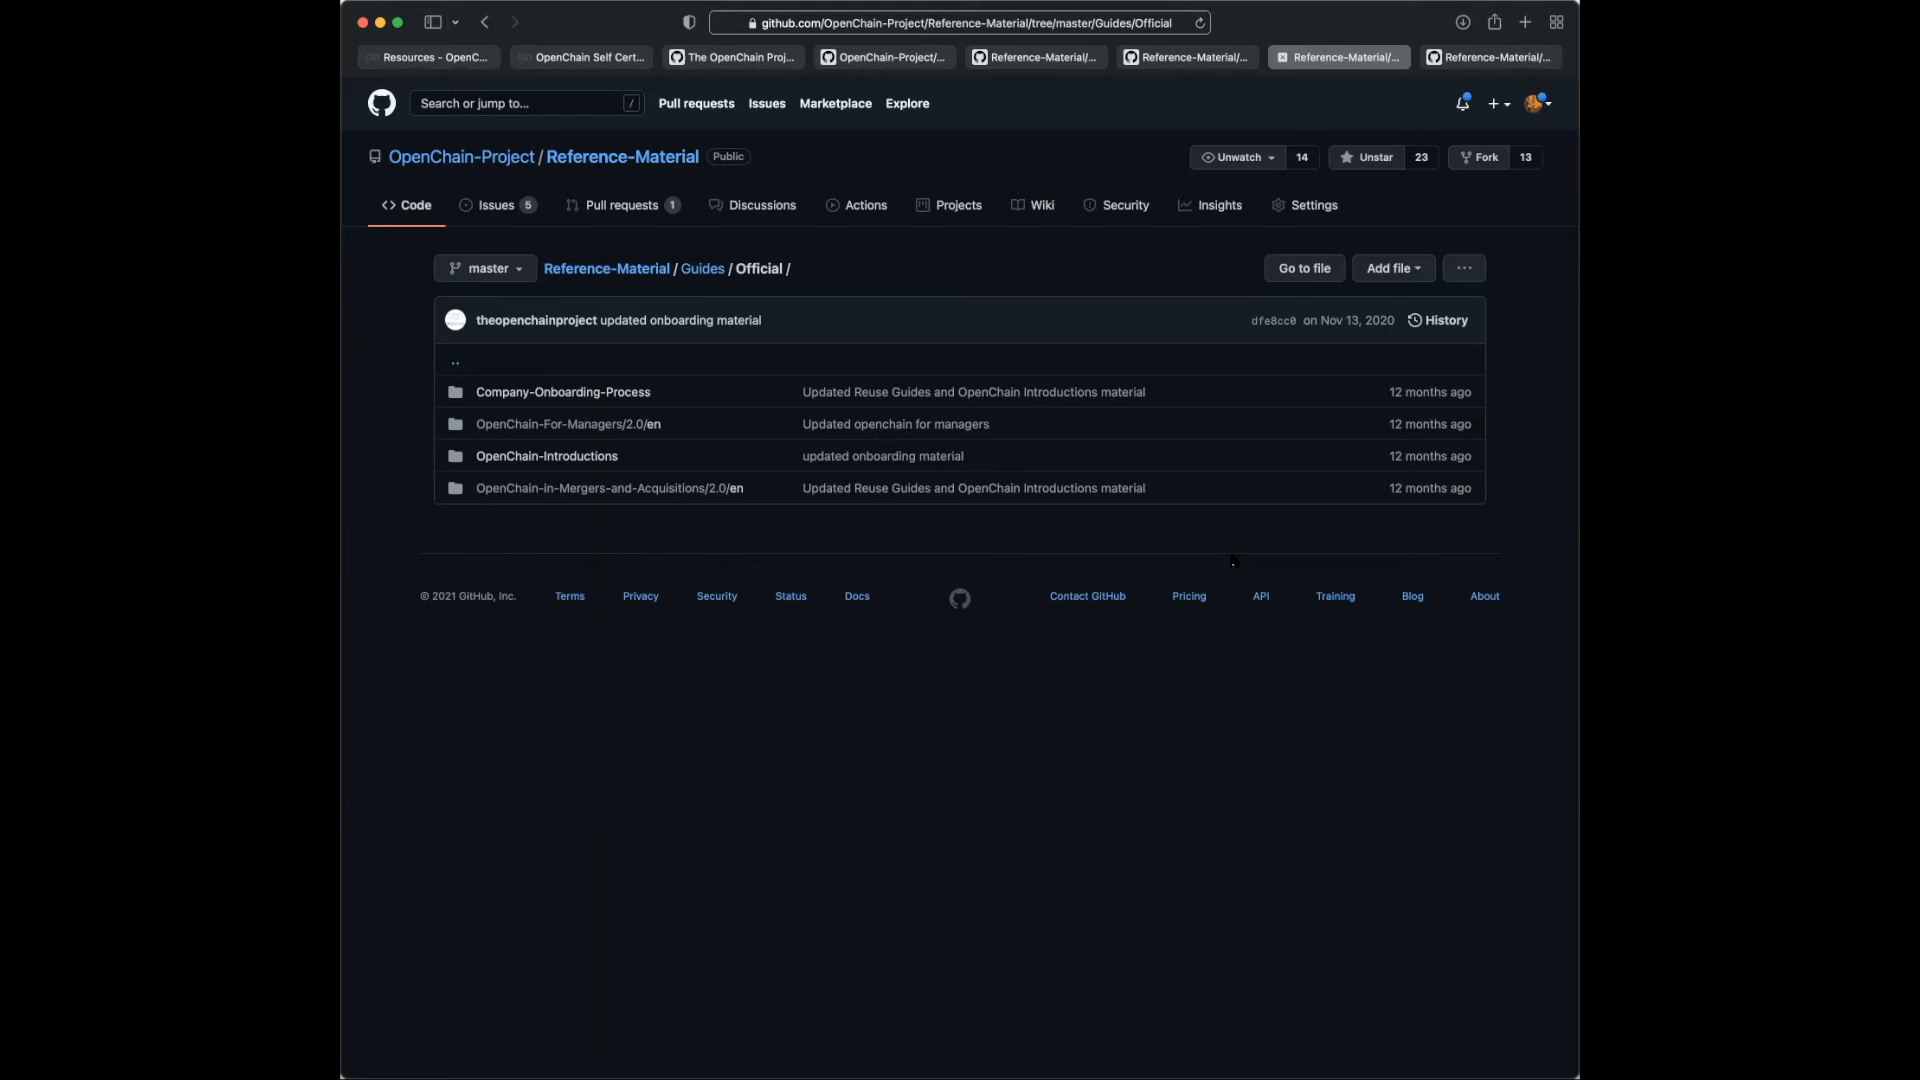 github.com/OpenChain-Project/Reference-Material/tree/master/Guides/Official
Resources - OpenC... OpenChain Self Cert... The OpenChain Proj... OpenChain-Project/... Reference-Material/... Reference-Material/... Reference-Material/... Reference-Material/...
Search or jump to... / Pull requests Issues Marketplace Explore
OpenChain-Project / Reference-Material Public Unwatch 14 Unstar 23 Fork 13
Code Issues 5 Pull requests 1 Discussions Actions Projects Wiki Security Insights Settings
master Reference-Material / Guides / Official / Go to file Add file ...
theopenchainproject updated onboarding material dfe8cc0 on Nov 13, 2020 History
..
Company-Onboarding-Process Updated Reuse Guides and OpenChain Introductions material 12 months ago
OpenChain-For-Managers/2.0/en Updated openchain for managers 12 months ago
OpenChain-Introductions updated onboarding material 12 months ago
OpenChain-in-Mergers-and-Acquisitions/2.0/en Updated Reuse Guides and OpenChain Introductions material 12 months ago
© 2021 GitHub, Inc. Terms Privacy Security Status Docs Contact GitHub Pricing API Training Blog About